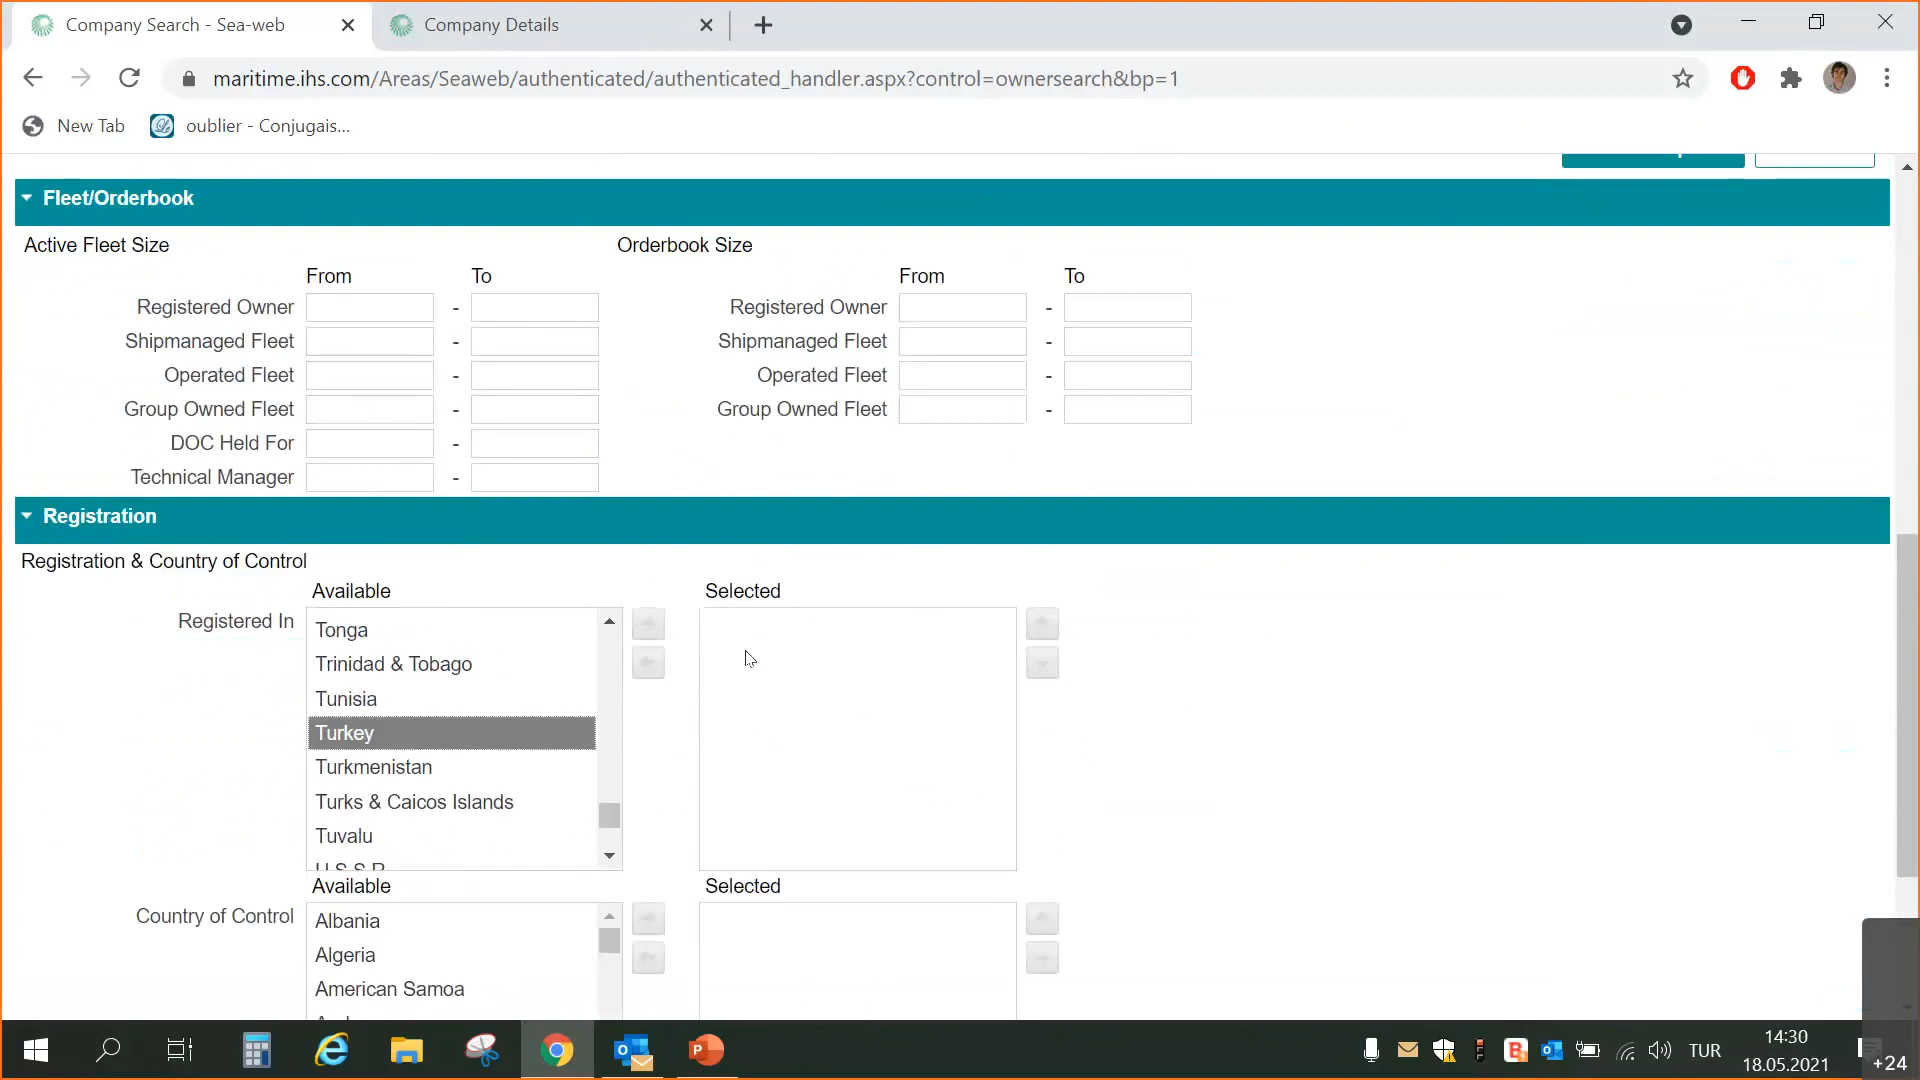 Company Search - Sea-web
Company Details
maritime.ihs.com/Areas/Seaweb/authenticated/authenticated_handler.aspx?control=ownersearch&bp=1
New Tab
oublier - Conjugais...
Fleet/Orderbook
Active Fleet Size
Orderbook Size
From To
From To
Registered Owner -
Registered Owner -
Shipmanaged Fleet -
Shipmanaged Fleet -
Operated Fleet -
Operated Fleet -
Group Owned Fleet -
Group Owned Fleet -
DOC Held For -
Technical Manager -
Registration
Registration & Country of Control
Available Selected
Registered In
Tonga
Trinidad & Tobago
Tunisia
Turkey
Turkmenistan
Turks & Caicos Islands
Tuvalu
Available Selected
Country of Control
Albania
Algeria
American Samoa
TUR
14:30
18.05.2021
+24